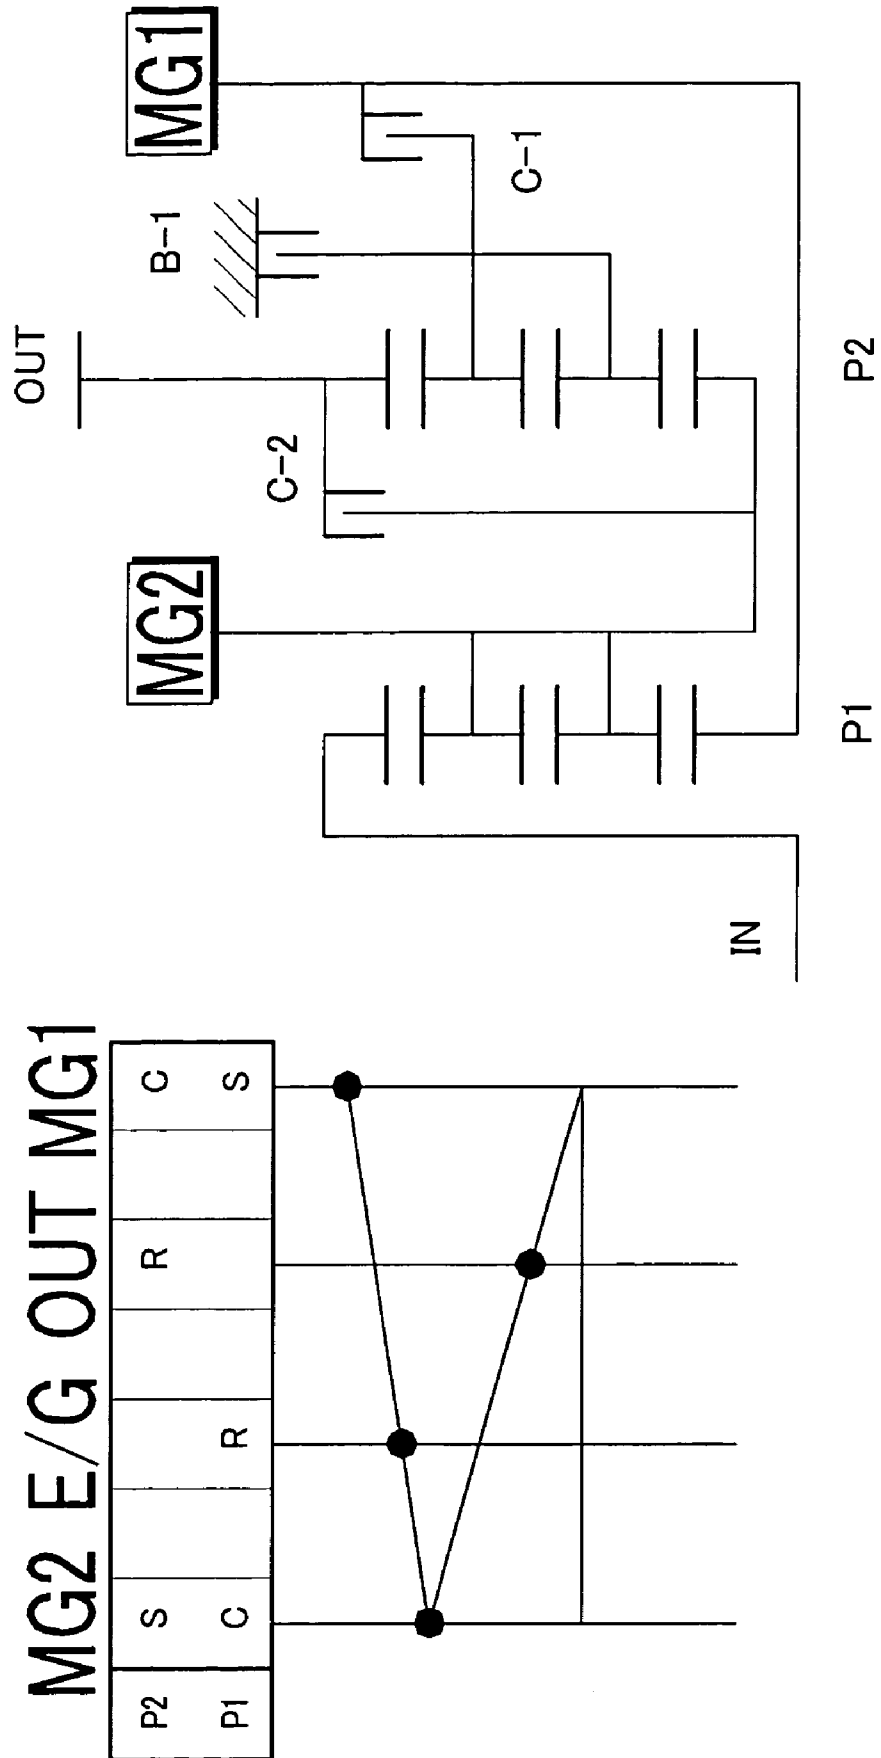 MG2 E/G OUT MG1
P2 S R C
P1 C R S
IN
OUT
MG2
C-2
B-1
MG1
C-1
P1
P2